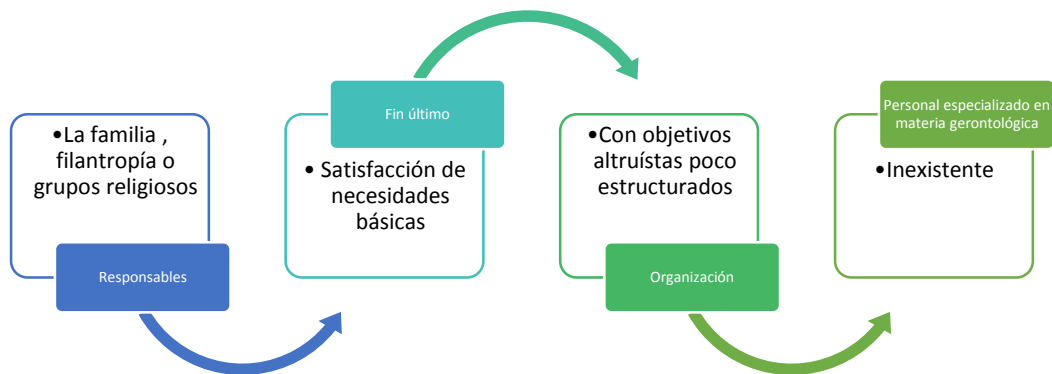 •La familia ,
filantropía o
grupos religiosos
Responsables
Fin último
• Satisfacción de
necesidades
básicas
•Con objetivos
altruístas poco
estructurados
Organización
Personal especializado en
materia gerontológica
•Inexistente